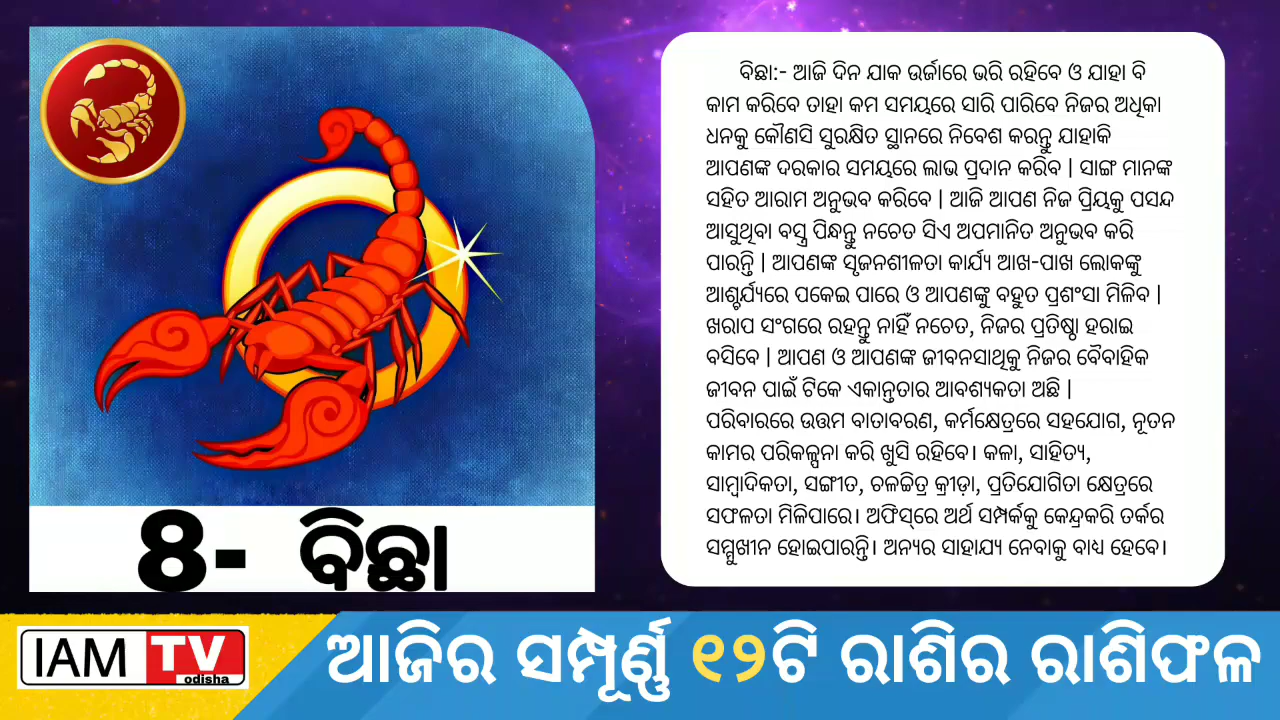 ବିଛା:- ଆଜି ଦିନ ଯାକ ଉର୍ଜାରେ ଭରି ରହିବେ ଓ ଯାହା ବି
କାମ କରିବେ ତାହା କମ ସମୟରେ ସାରି ପାରିବେ ନିଜର ଅଧିକା
ଧନକୁ କୌଣସି ସୁରକ୍ଷିତ ସ୍ଥାନରେ ନିବେଶ କରନ୍ତୁ ଯାହାକି
ଆପଣଙ୍କ ଦରକାର ସମୟରେ ଲାଭ ପ୍ରଦାନ କରିବ | ସାଙ୍ଗ ମାନଙ୍କ
ସହିତ ଆରାମ ଅନୁଭବ କରିବେ | ଆଜି ଆପଣ ନିଜ ପ୍ରିୟକୁ ପସନ୍ଦ
ଆସୁଥିବା ବସ୍ତ୍ର ପିନ୍ଧନ୍ତୁ ନଚେତ ସିଏ ଅପମାନିତ ଅନୁଭବ କରି
ପାରନ୍ତି | ଆପଣଙ୍କ ସୃଜନଶୀଳତା କାର୍ଯ୍ୟ ଆଖ-ପାଖ ଲୋକଙ୍କୁ
ଆଶ୍ଚର୍ଯ୍ୟରେ ପକେଇ ପାରେ ଓ ଆପଣଙ୍କୁ ବହୁତ ପ୍ରଶଂସା ମିଳିବ |
ଖରାପ ସଂଗରେ ରହନ୍ତୁ ନାହିଁ ନଚେତ, ନିଜର ପ୍ରତିଷ୍ଠା ହରାଇ
ବସିବେ | ଆପଣ ଓ ଆପଣଙ୍କ ଜୀବନସାଥିକୁ ନିଜର ବୈବାହିକ
ଜୀବନ ପାଇଁ ଟିକେ ଏକାନ୍ତତାର ଆବଶ୍ୟକତା ଅଛି |
ପରିବାରରେ ଉତ୍ତମ ବାତାବରଣ, କର୍ମକ୍ଷେତ୍ରରେ ସହଯୋଗ, ନୂତନ
କାମର ପରିକଳ୍ପନା କରି ଖୁସି ରହିବେ। କଳା, ସାହିତ୍ୟ,
ସାମ୍ବାଦିକତା, ସଙ୍ଗୀତ, ଚଳଚ୍ଚିତ୍ର କ୍ରୀଡ଼ା, ପ୍ରତିଯୋଗିତା କ୍ଷେତ୍ରରେ
ସଫଳତା ମିଳିପାରେ। ଅଫିସ୍‌ରେ ଅର୍ଥ ସମ୍ପର୍କକୁ କେନ୍ଦ୍ରକରି ତର୍କର
ସମ୍ମୁଖୀନ ହୋଇପାରନ୍ତି। ଅନ୍ୟର ସାହାଯ୍ୟ ନେବାକୁ ବାଧ୍ୟ ହେବେ।
8- ବିଛା
IAM TV
odisha
ଆଜିର ସମ୍ପୂର୍ଣ୍ଣ ୧୨ଟି ରାଶିର ରାଶିଫଳ